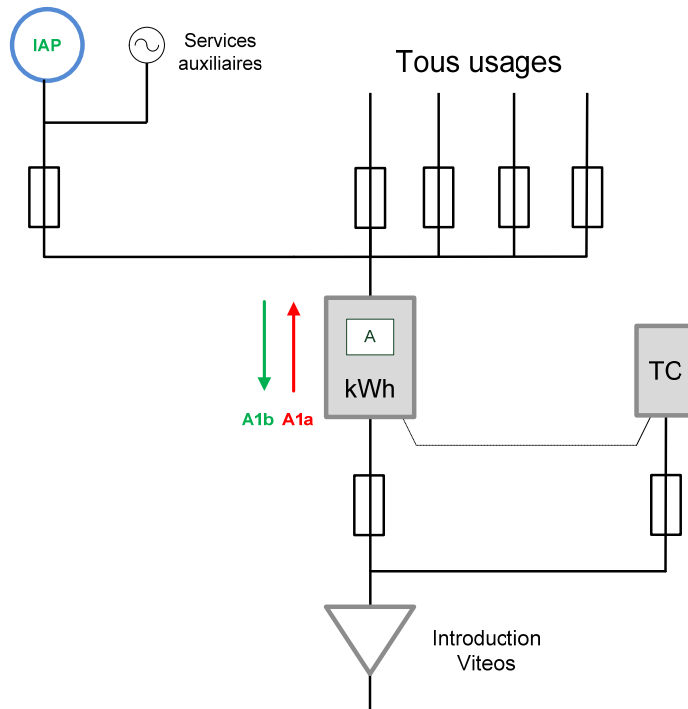 IAP
Services
auxiliaires
Tous usages
A
kWh
A1b A1a
TC
Introduction
Viteos